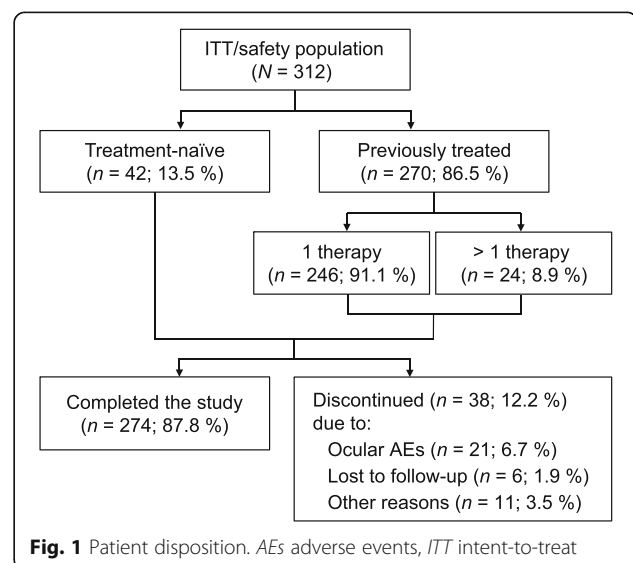 ITT/safety population
(N = 312)
Treatment-naïve
(n = 42; 13.5 %)
Previously treated
(n = 270; 86.5 %)
1 therapy
(n = 246; 91.1 %)
> 1 therapy
(n = 24; 8.9 %)
Completed the study
(n = 274; 87.8 %)
Discontinued (n = 38; 12.2 %)
due to:
Ocular AEs (n = 21; 6.7 %)
Lost to follow-up (n = 6; 1.9 %)
Other reasons (n = 11; 3.5 %)
Fig. 1 Patient disposition. AEs adverse events, ITT intent-to-treat